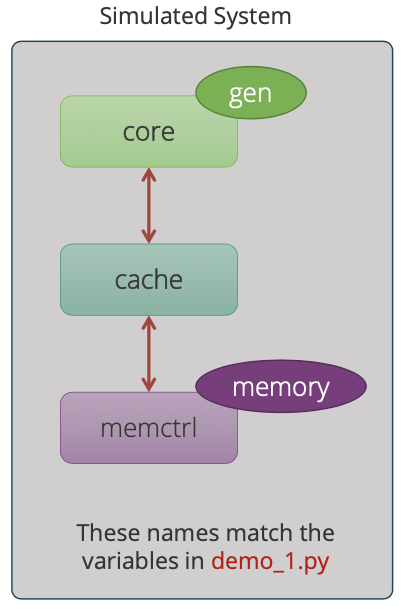 Simulated System
gen
core
cache
memory
memctrl
These names match the
variables in demo_1.py